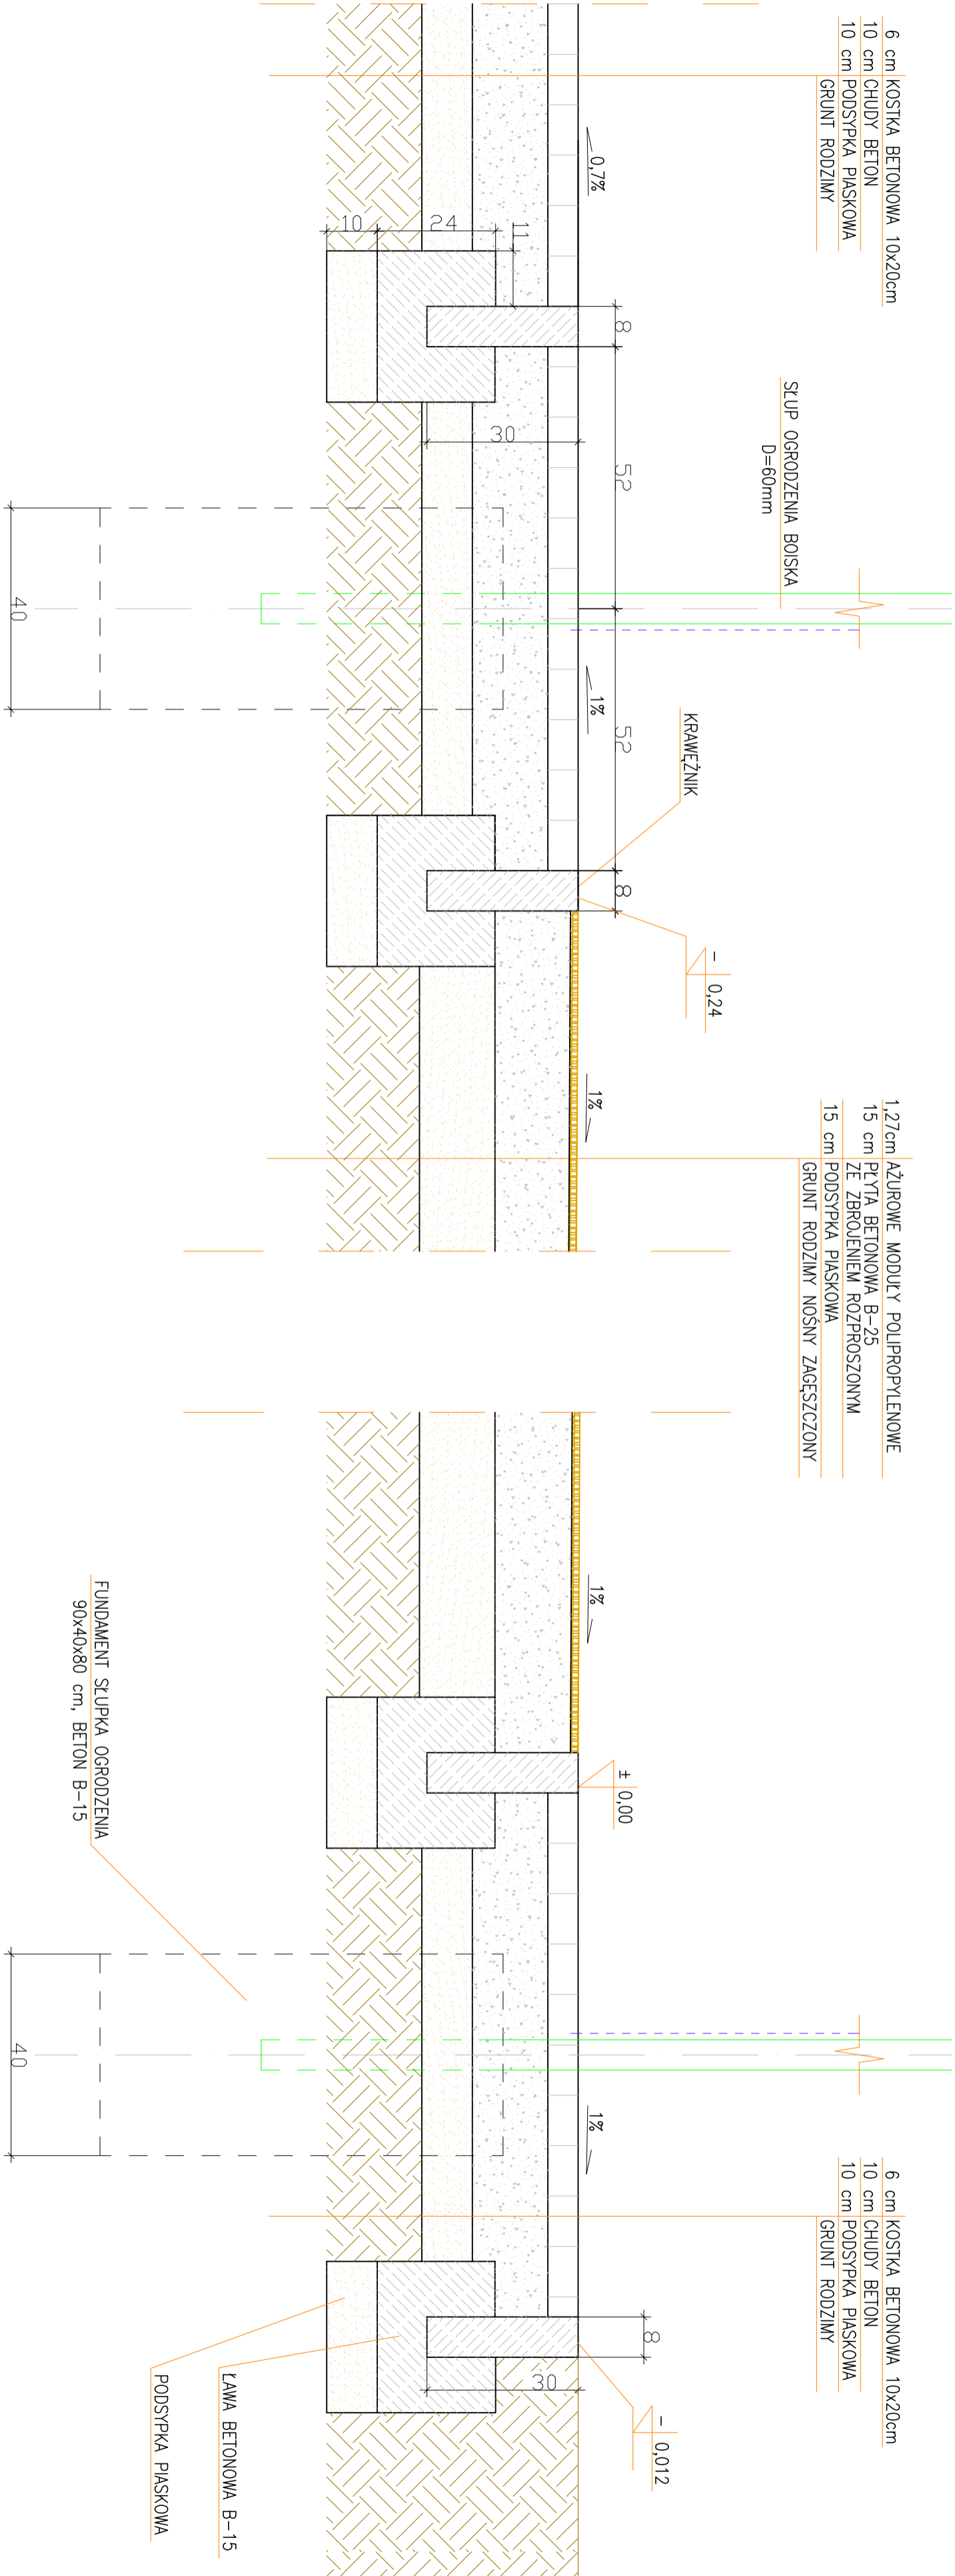 6 cm KOSTKA BETONOWA 10x20cm
10 cm CHUDY BETON
10 cm PODSYPKA PIASKOWA
GRUNT RODZIMY
0,7%
10
24
11
8
30
52
SŁUP OGRODZENIA BOISKA
D=60mm
40
1%
52
KRAWĘŻNIK
8
- 0,24
1%
1,27cm AŻUROWE MODUŁY POLIPROPYLENOWE
15 cm PŁYTA BETONOWA B-25
ZE ZBROJENIEM ROZPROSZONYM
15 cm PODSYPKA PIASKOWA
GRUNT RODZIMY NOŚNY ZAGĘSZCZONY
1%
± 0,00
FUNDAMENT SŁUPKA OGRODZENIA
90x40x80 cm, BETON B-15
40
1%
6 cm KOSTKA BETONOWA 10x20cm
10 cm CHUDY BETON
10 cm PODSYPKA PIASKOWA
GRUNT RODZIMY
8
30
- 0,012
ŁAWA BETONOWA B-15
PODSYPKA PIASKOWA